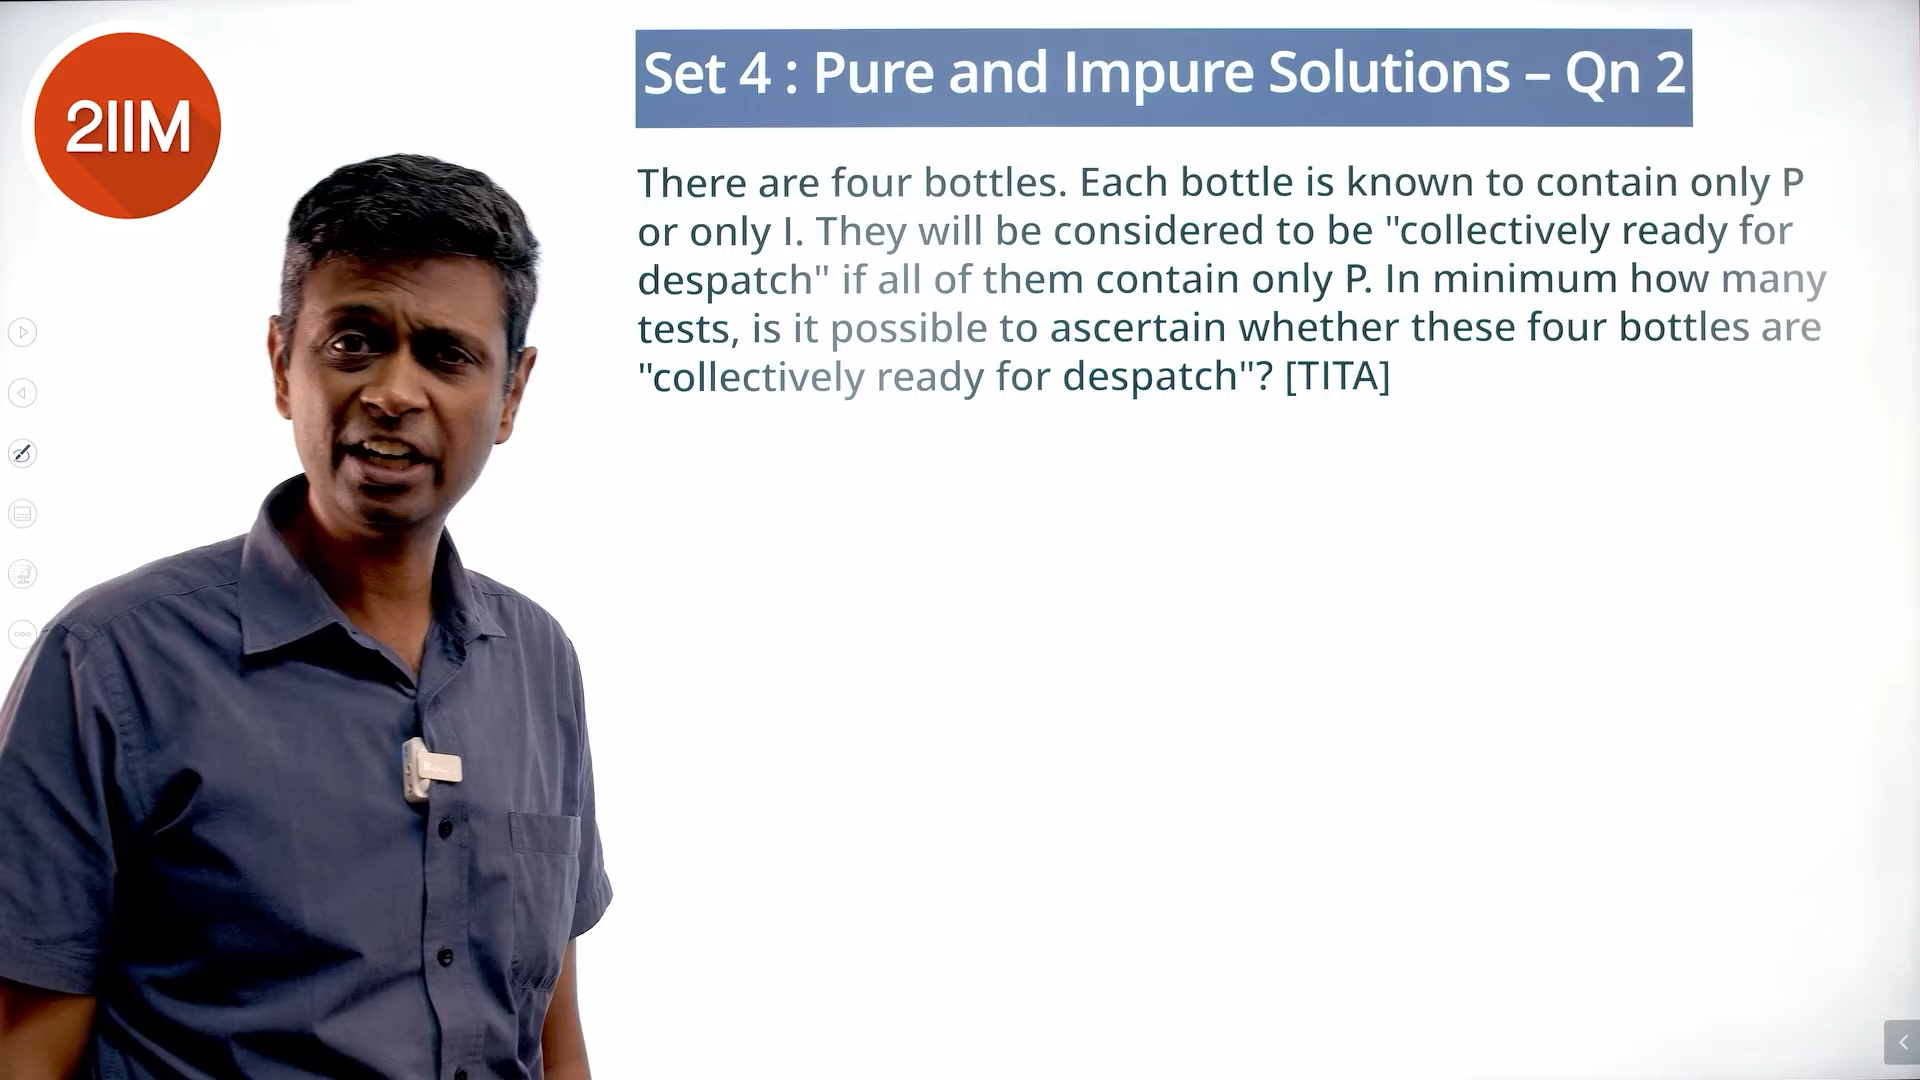 2IIM
Set 4 : Pure and Impure Solutions – Qn 2
There are four bottles. Each bottle is known to contain only P
or only I. They will be considered to be "collectively ready for
despatch" if all of them contain only P. In minimum how many
tests, is it possible to ascertain whether these four bottles are
"collectively ready for despatch"? [TITA]